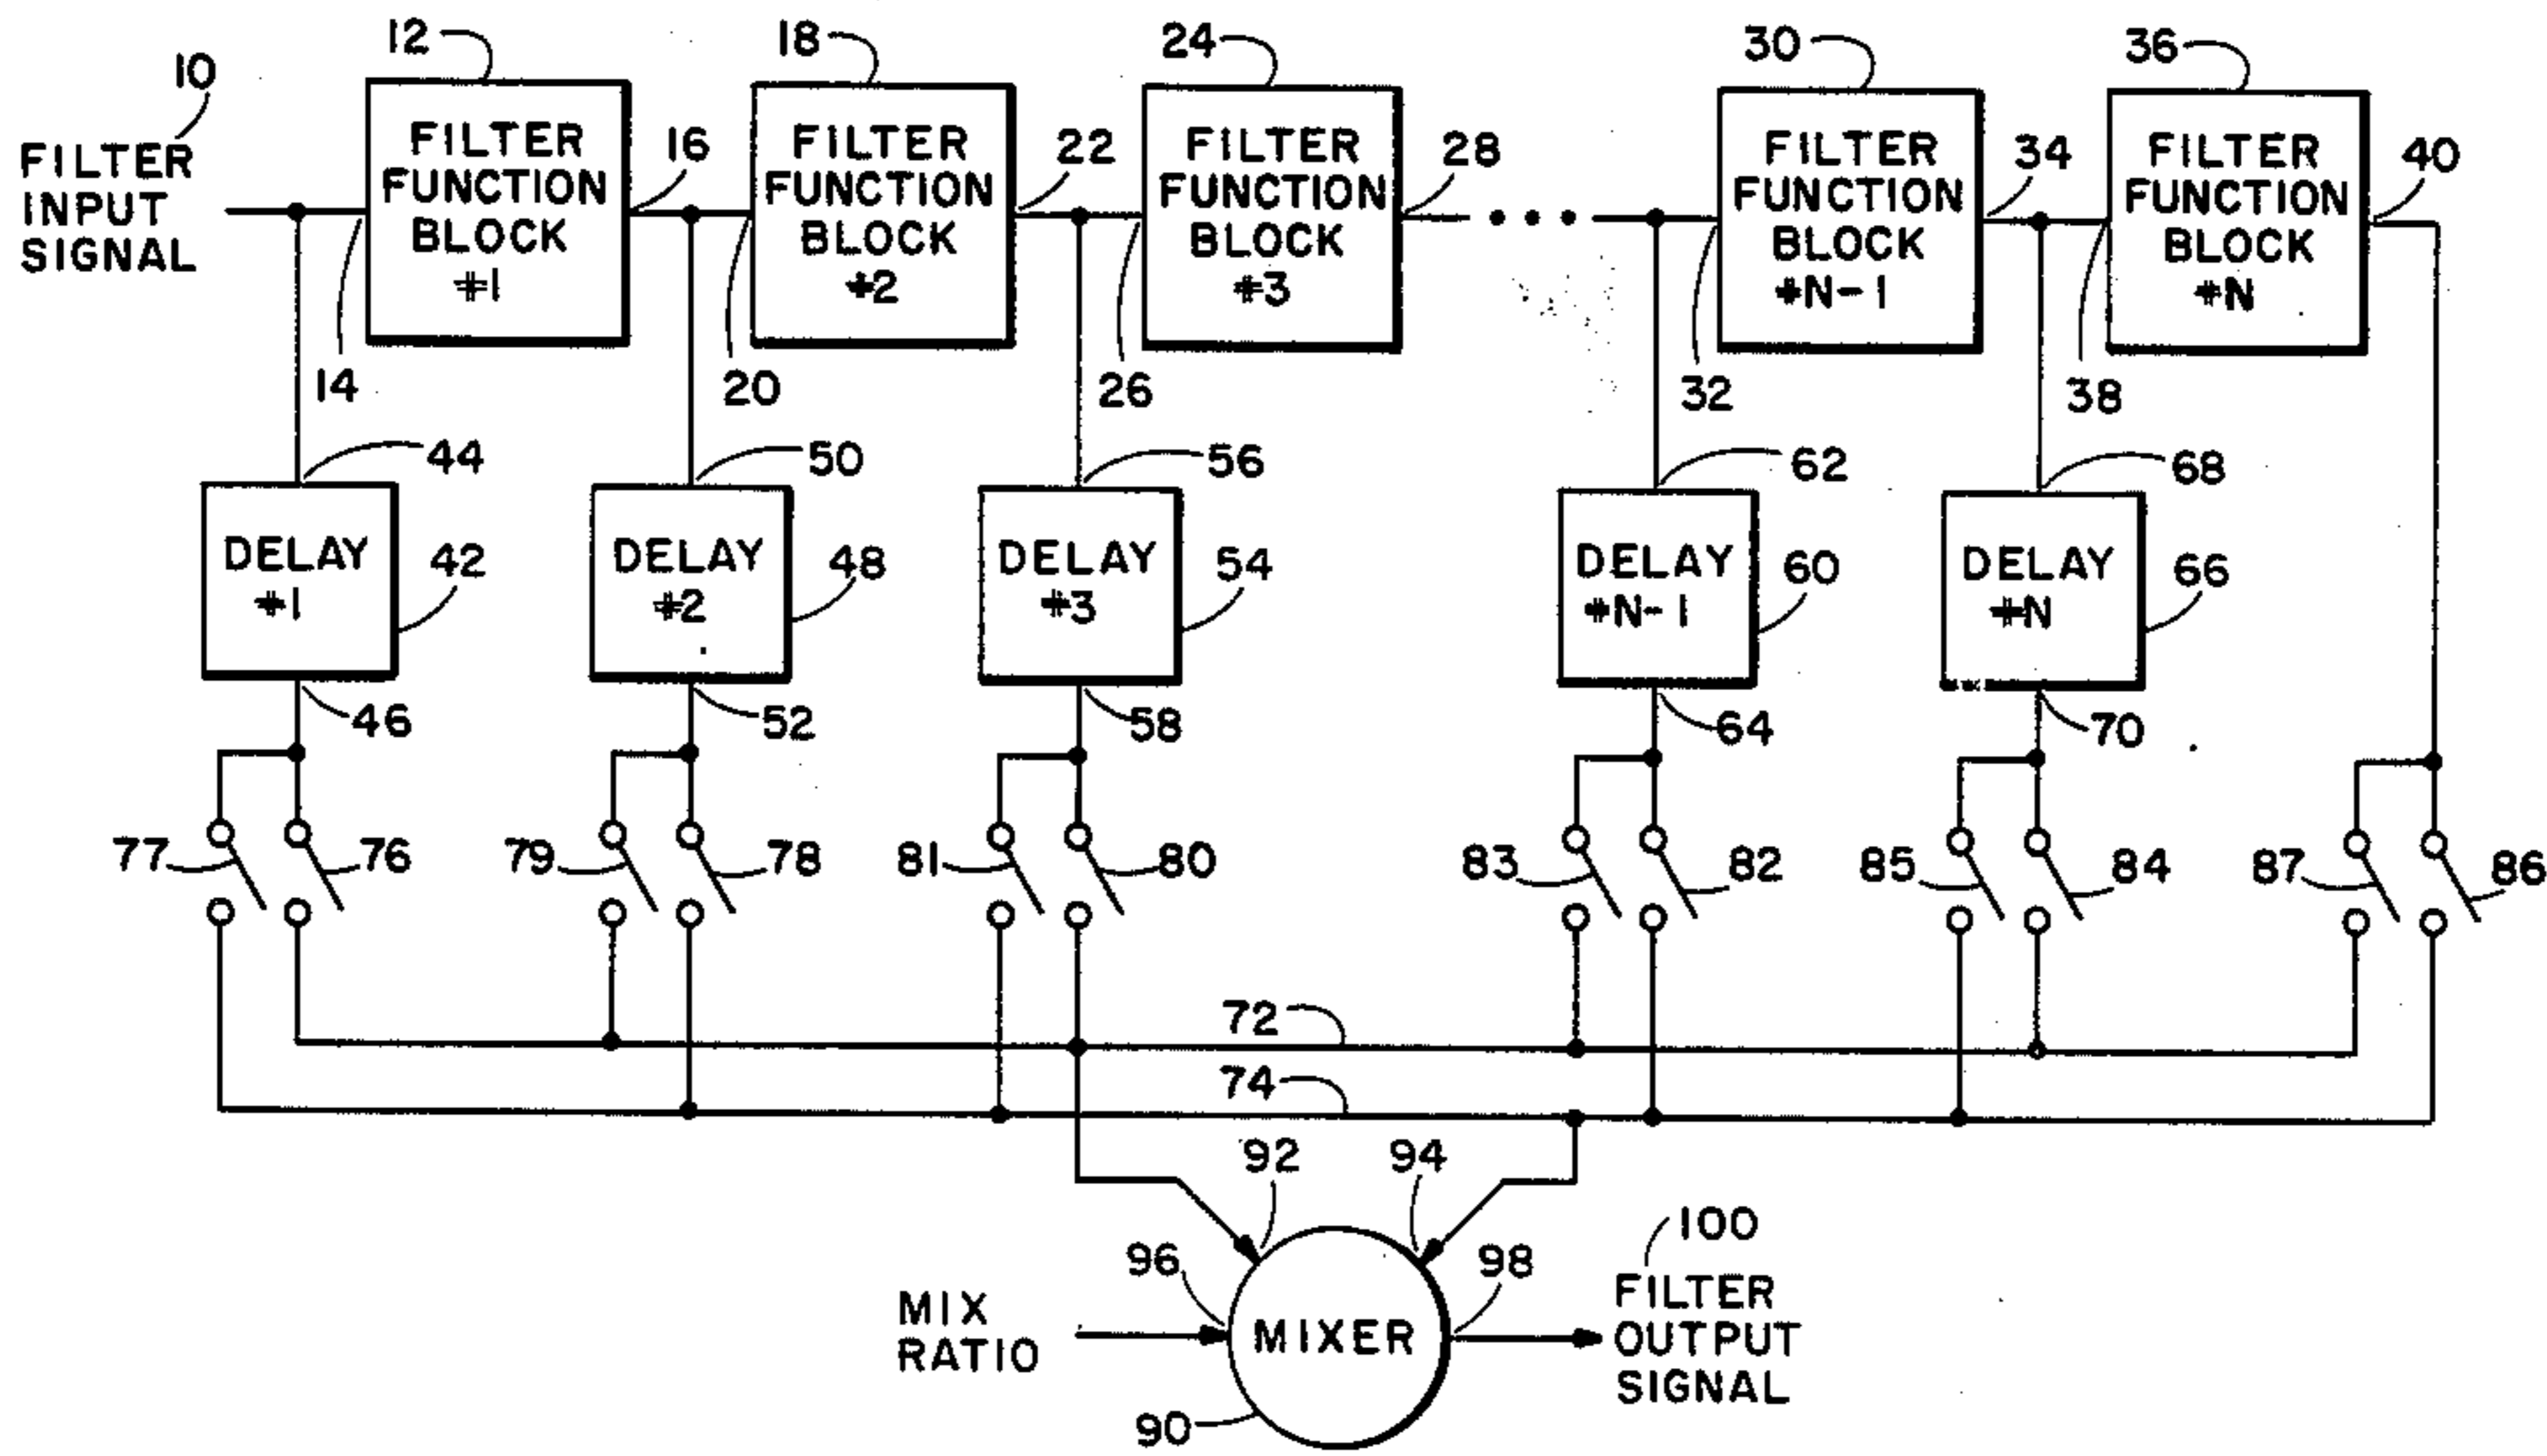 12
18
24
30
36
10
FILTER
INPUT
SIGNAL
FILTER
FUNCTION
BLOCK
#1
16
FILTER
FUNCTION
BLOCK
#2
22
FILTER
FUNCTION
BLOCK
#3
28
FILTER
FUNCTION
BLOCK
#N-1
34
FILTER
FUNCTION
BLOCK
#N
40
14
20
26
32
38
44
50
56
62
68
DELAY
#1
42
DELAY
#2
48
DELAY
#3
54
DELAY
#N-1
60
DELAY
#N
66
46
52
58
64
70
77
76
79
78
81
80
83
82
85
84
87
86
72
74
92
94
96
98
100
MIX
RATIO
MIXER
FILTER
OUTPUT
SIGNAL
90